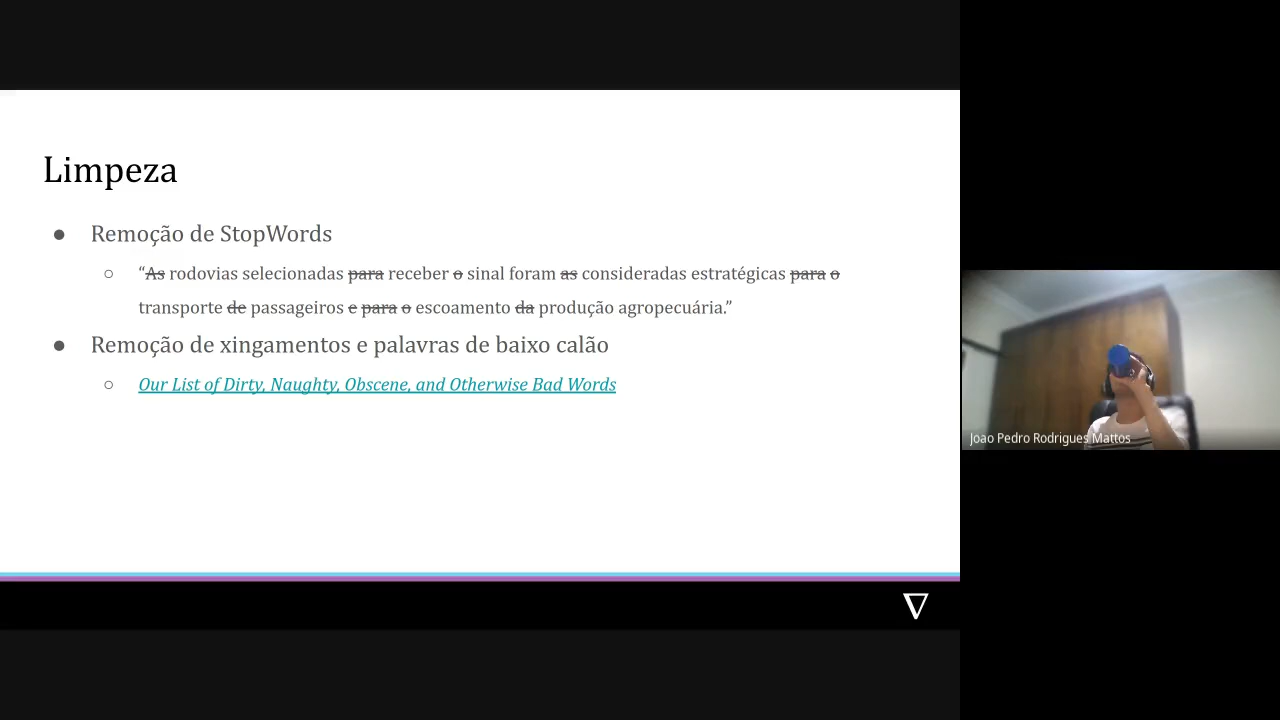 Limpeza
● Remoção de StopWords
○ “As rodovias selecionadas para receber o sinal foram as consideradas estratégicas para o
transporte de passageiros e para o escoamento da produção agropecuária.”
● Remoção de xingamentos e palavras de baixo calão
○ Our List of Dirty, Naughty, Obscene, and Otherwise Bad Words
Joao Pedro Rodrigues Mattos